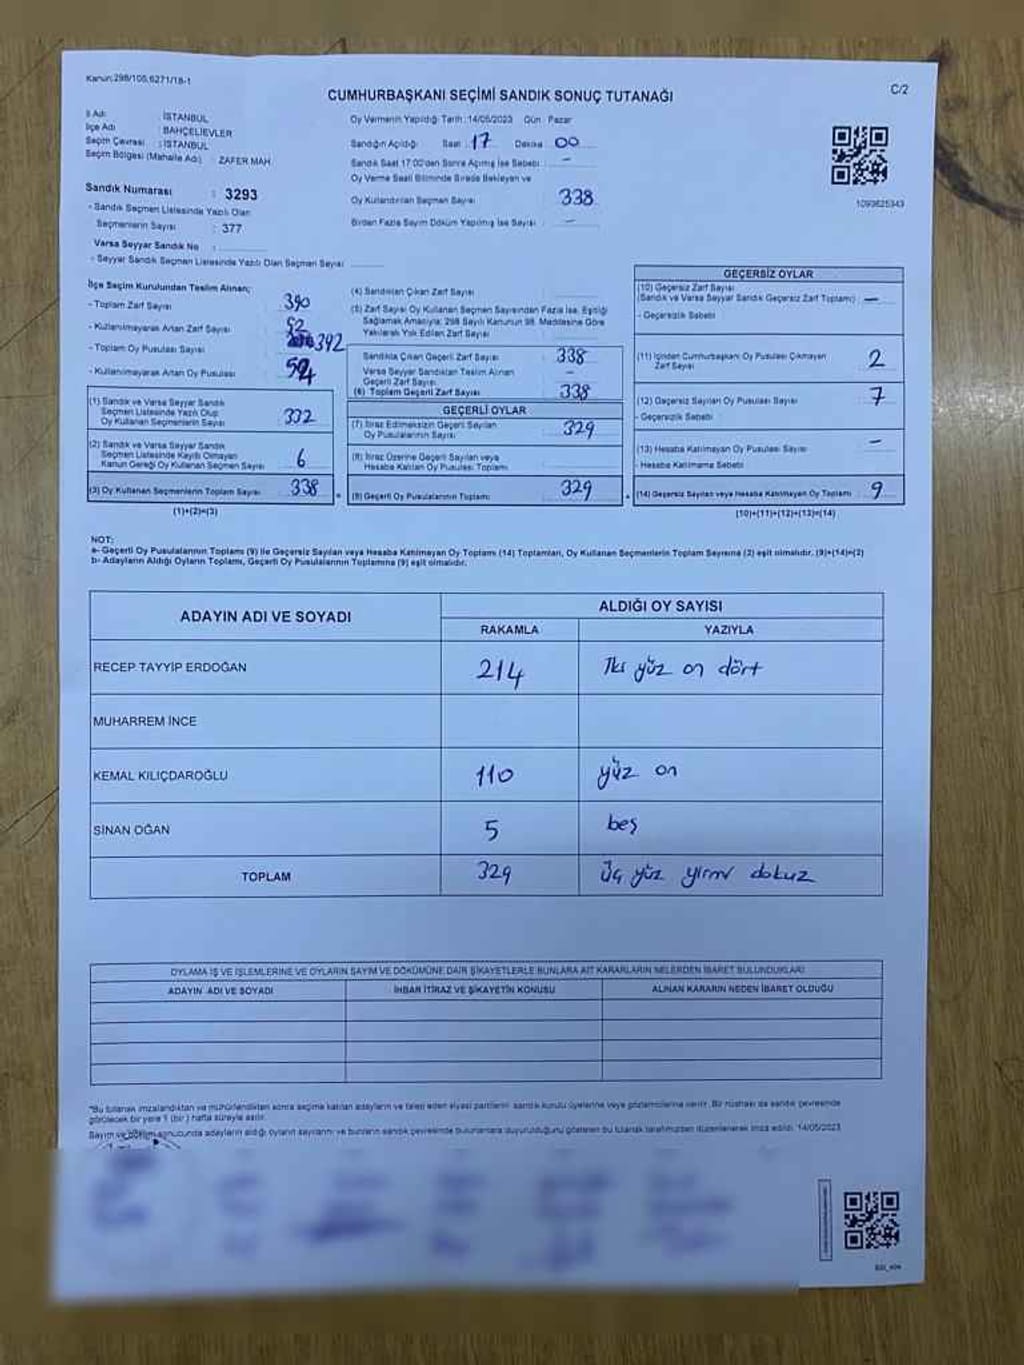 Kanun:298/105,6271/18-1
C/2
CUMHURBAŞKANI SEÇİMİ SANDIK SONUÇ TUTANAĞI
İl Adı : İSTANBUL
İlçe Adı : BAHÇELİEVLER
Seçim Çevresi : İSTANBUL
Seçim Bölgesi (Mahalle Adı) : ZAFER MAH.
Sandık Numarası : 3293
- Sandık Seçmen Listesinde Yazılı Olan
Seçmenlerin Sayısı : 377
Varsa Seyyar Sandık No :
- Seyyar Sandık Seçmen Listesinde Yazılı Olan Seçmen Sayısı
Oy Vermenin Yapıldığı Tarih : 14/05/2023 Gün : Pazar
Sandığın Açıldığı Saat : 17 Dakika : 00
Sandık Saat 17:00'den Sonra Açılmış İse Sebebi : -
Oy Verme Saati Bitiminde Sırada Bekleyen ve
Oy Kullandırılan Seçmen Sayısı 338
Birden Fazla Sayım Döküm Yapılmış İse Sayısı : -
1093625343
İlçe Seçim Kurulundan Teslim Alınan;
- Toplam Zarf Sayısı 390
- Kullanılmayarak Artan Zarf Sayısı 52
- Toplam Oy Pusulası Sayısı 392
- Kullanılmayarak Artan Oy Pusulası 54
(1) Sandık ve Varsa Seyyar Sandık
Seçmen Listesinde Yazılı Olup
Oy Kullanan Seçmenlerin Sayısı 332
(2) Sandık ve Varsa Seyyar Sandık
Seçmen Listesinde Kayıtlı Olmayan
Kanun Gereği Oy Kullanan Seçmen Sayısı 6
(3) Oy Kullanan Seçmenlerin Toplam Sayısı 338
(1)+(2)=(3)
(4) Sandıktan Çıkan Zarf Sayısı
(5) Zarf Sayısı Oy Kullanan Seçmen Sayısından Fazla İse, Eşitliği
Sağlamak Amacıyla; 298 Sayılı Kanunun 98. Maddesine Göre
Yakılarak Yok Edilen Zarf Sayısı
Sandıkta Çıkan Geçerli Zarf Sayısı 338
Varsa Seyyar Sandıktan Teslim Alınan
Geçerli Zarf Sayısı -
(6) Toplam Geçerli Zarf Sayısı 338
GEÇERLİ OYLAR
(7) İtiraz Edilmeksizin Geçerli Sayılan
Oy Pusulalarının Sayısı 329
(8) İtiraz Üzerine Geçerli Sayılan veya
Hesaba Katılan Oy Pusulası Toplamı
(9) Geçerli Oy Pusulalarının Toplamı 329
GEÇERSİZ OYLAR
(10) Geçersiz Zarf Sayısı
(Sandık ve Varsa Seyyar Sandık Geçersiz Zarf Toplamı) -
- Geçersizlik Sebebi
(11) İçinden Cumhurbaşkanı Oy Pusulası Çıkmayan
Zarf Sayısı 2
(12) Geçersiz Sayılan Oy Pusulası Sayısı 7
- Geçersizlik Sebebi
(13) Hesaba Katılmayan Oy Pusulası Sayısı -
- Hesaba Katılmama Sebebi
(14) Geçersiz Sayılan veya Hesaba Katılmayan Oy Toplamı 9
(10)+(11)+(12)+(13)=(14)
NOT:
a- Geçerli Oy Pusulalarının Toplamı (9) ile Geçersiz Sayılan veya Hesaba Katılmayan Oy Toplamı (14) Toplamları, Oy Kullanan Seçmenlerin Toplam Sayısına (3) eşit olmalıdır. (9)+(14)=(3)
b- Adayların Aldığı Oyların Toplamı, Geçerli Oy Pusulalarının Toplamına (9) eşit olmalıdır.
ADAYIN ADI VE SOYADI
ALDIĞI OY SAYISI
RAKAMLA YAZIYLA
RECEP TAYYİP ERDOĞAN 214 İki yüz on dört
MUHARREM İNCE
KEMAL KILIÇDAROĞLU 110 yüz on
SİNAN OĞAN 5 beş
TOPLAM 329 Üç yüz yirmi dokuz
OYLAMA İŞ VE İŞLEMLERİNE VE OYLARIN SAYIM VE DÖKÜMÜNE DAİR ŞİKAYETLERLE BUNLARA AİT KARARLARIN NELERDEN İBARET BULUNDUKLARI
ADAYIN ADI VE SOYADI İHBAR İTİRAZ VE ŞİKAYETİN KONUSU ALINAN KARARIN NEDEN İBARET OLDUĞU
*Bu tutanak imzalandıktan ve mühürlendikten sonra seçime katılan adayların ve talep eden siyasi partilerin sandık kurulu üyelerine veya gözlemcilerine verilir. Bir nüshası da sandık çevresinde
görülecek bir yere 1 (bir) hafta süreyle asılır.
Sayım ve döküm sonucunda adayların aldığı oyların sayılarını ve bunların sandık çevresinde bulunanlara duyurulduğunu gösteren bu tutanak tarafımızdan düzenlenerek imza edildi. 14/05/2023